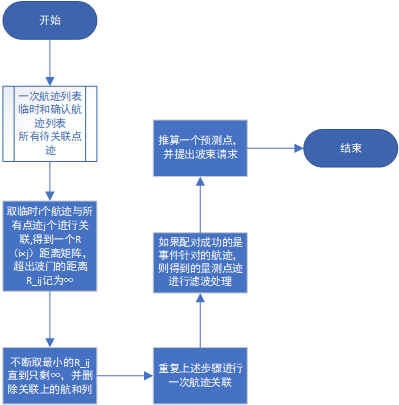 开始
一次航迹列表
临时和确认航
迹列表
所有待关联点
迹
取临时i个航迹与所
有点迹j个进行关
联,得到一个R
（i×j）距离矩阵，
超出波门的距离
R_ij记为∞
不断取最小的R_ij
直到只剩∞，并删
除关联上的航和列
重复上述步骤进行
一次航迹关联
如果配对成功的是
事件针对的航迹，
则得到的量测点迹
进行滤波处理
推算一个预测点，
并提出波束请求
结束